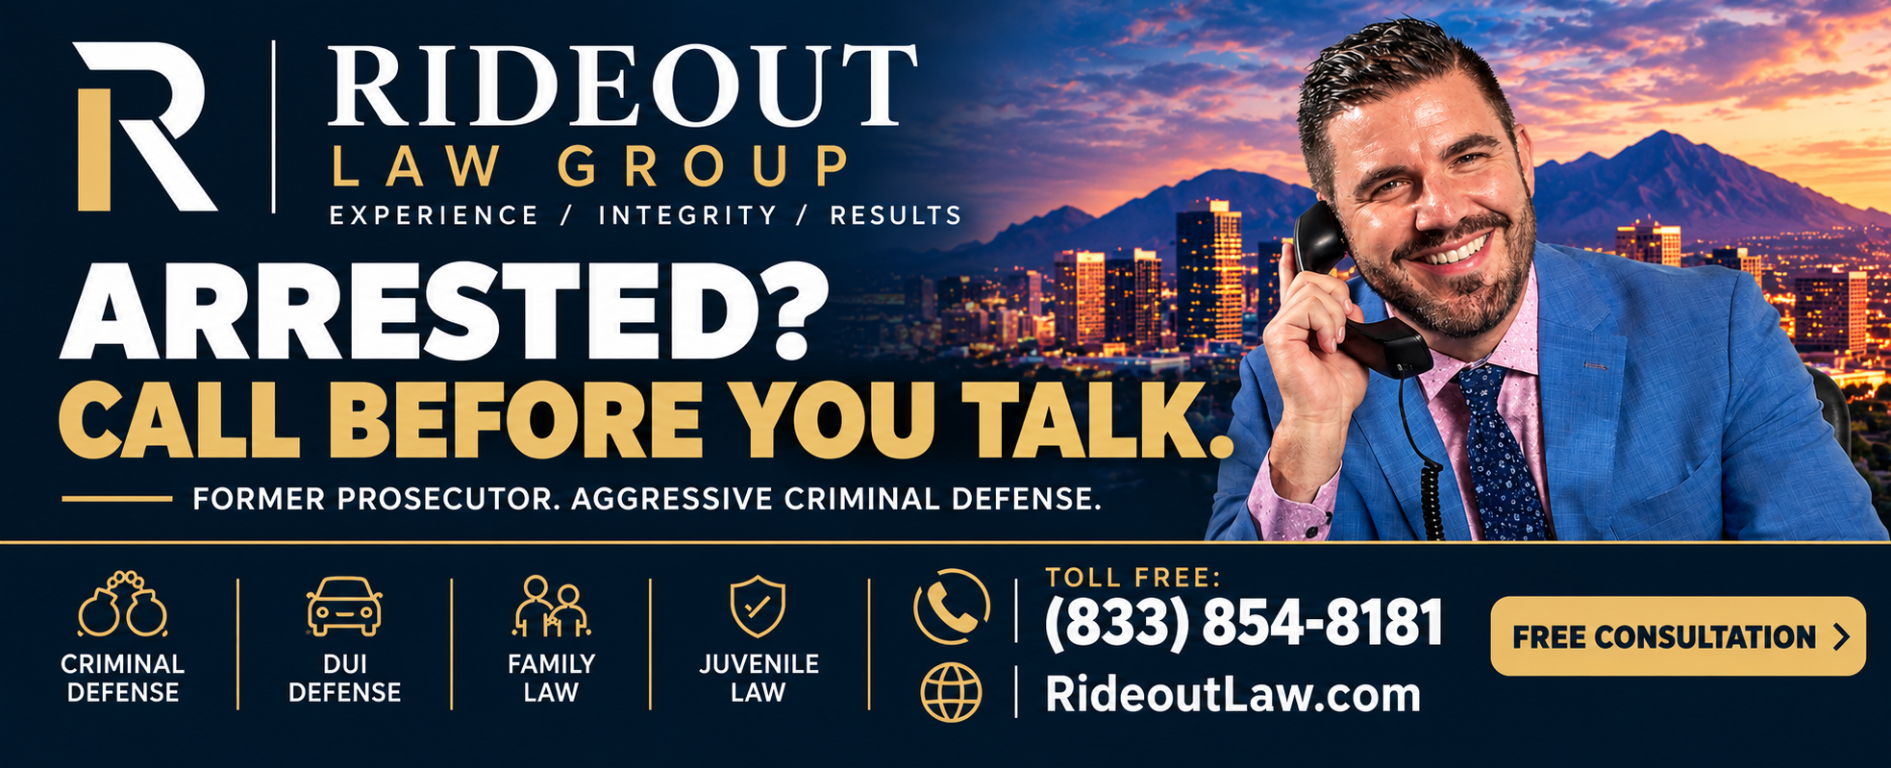 RIDEOUT
LAW GROUP
EXPERIENCE / INTEGRITY / RESULTS
ARRESTED?
CALL BEFORE YOU TALK.
FORMER PROSECUTOR. AGGRESSIVE CRIMINAL DEFENSE.
CRIMINAL
DEFENSE
DUI
DEFENSE
FAMILY
LAW
JUVENILE
LAW
TOLL FREE:
(833) 854-8181
RideoutLaw.com
FREE CONSULTATION